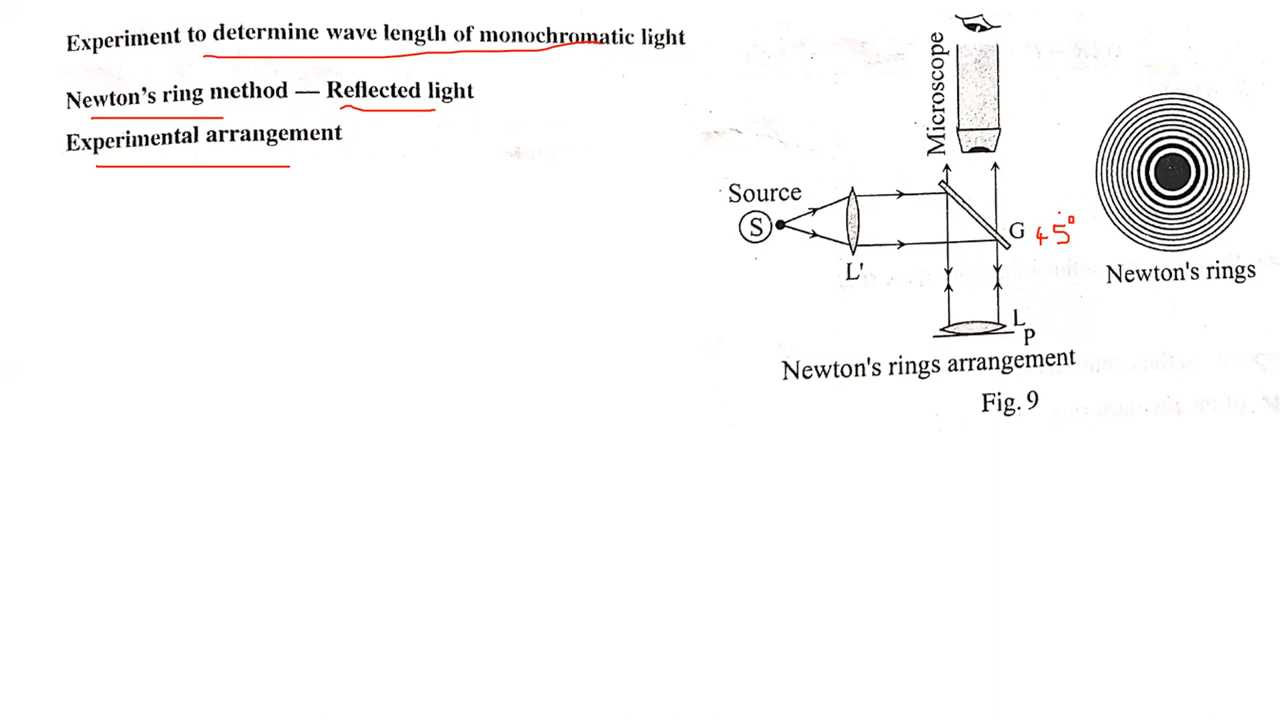 Experiment to determine wave length of monochromatic light
Newton's ring method — Reflected light
Experimental arrangement
Microscope
Source
S
L'
G 45°
L
P
Newton's rings arrangement
Fig. 9
Newton's rings